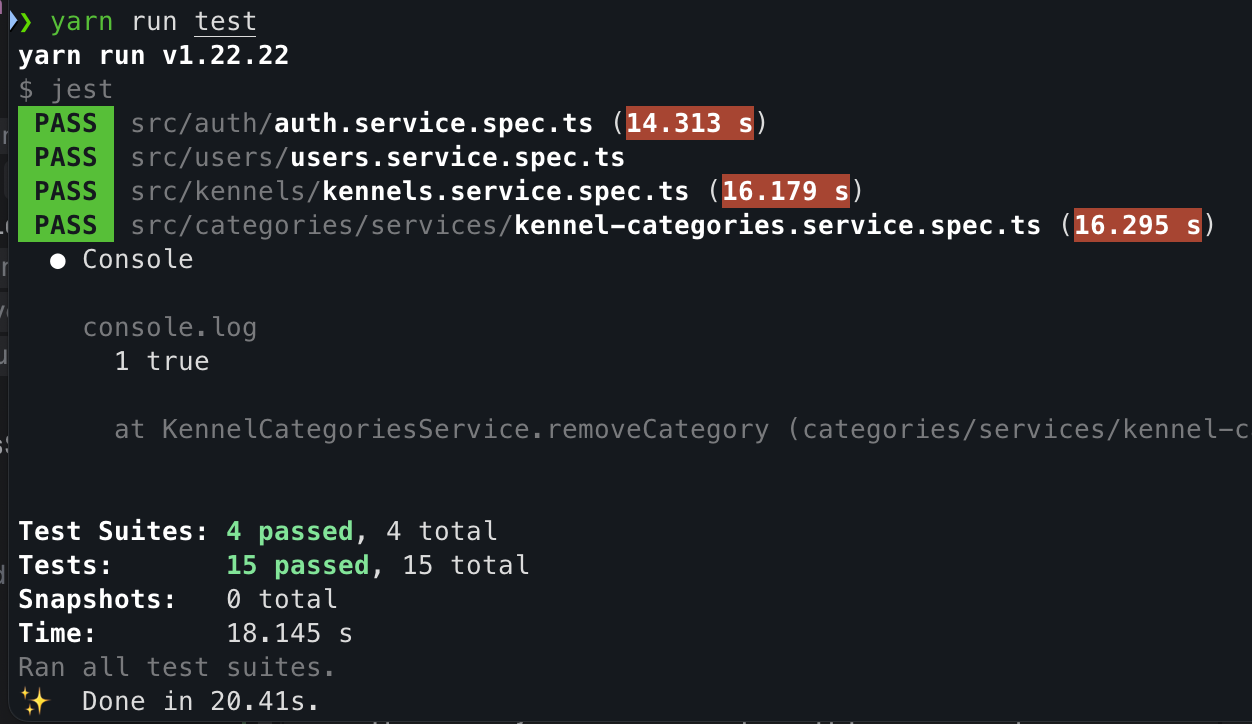 ❯ yarn run test
yarn run v1.22.22
$ jest
PASS src/auth/auth.service.spec.ts (14.313 s)
PASS src/users/users.service.spec.ts
PASS src/kennels/kennels.service.spec.ts (16.179 s)
PASS src/categories/services/kennel-categories.service.spec.ts (16.295 s)
● Console
console.log
1 true
at KennelCategoriesService.removeCategory (categories/services/kennel-c
Test Suites: 4 passed, 4 total
Tests: 15 passed, 15 total
Snapshots: 0 total
Time: 18.145 s
Ran all test suites.
✨ Done in 20.41s.